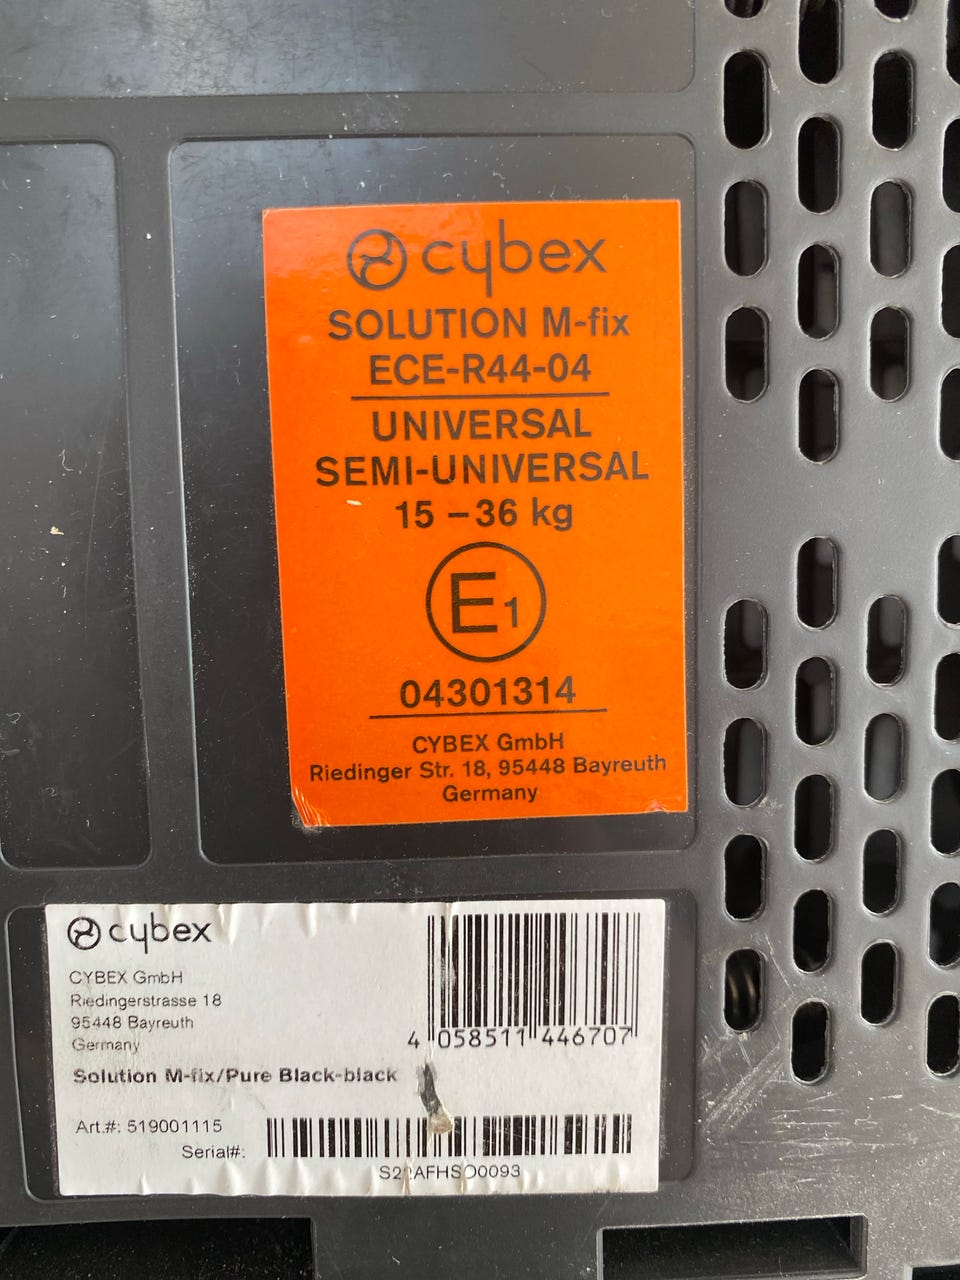 cybex
SOLUTION M-fix
ECE-R44-04
UNIVERSAL
SEMI-UNIVERSAL
15 – 36 kg
E1
04301314
CYBEX GmbH
Riedinger Str. 18, 95448 Bayreuth
Germany
cybex
CYBEX GmbH
Riedingerstrasse 18
95448 Bayreuth
Germany
4 058511 446707
Solution M-fix/Pure Black-black
Art.#: 519001115
Serial#: